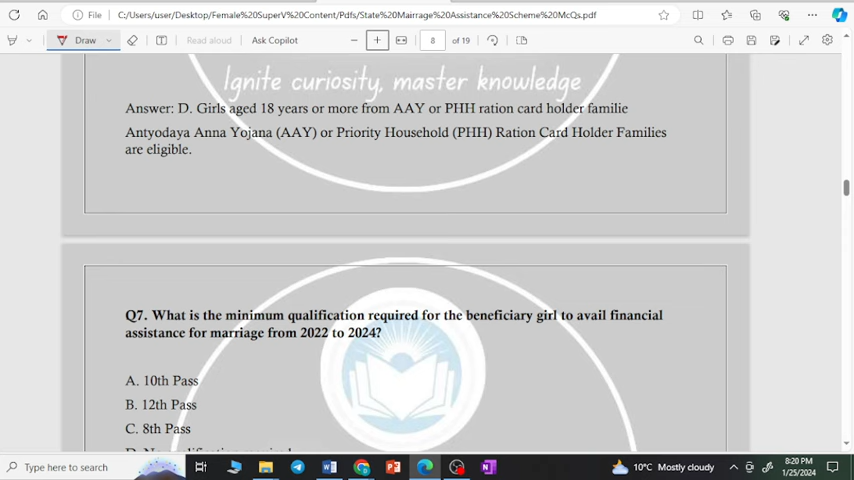 File
C:/Users/user/Desktop/Female%20SuperV%20Content/Pdfs/State%20Mairrage%20Assistance%20Scheme%20McQs.pdf
Draw
Read aloud
Ask Copilot
8 of 19
Ignite curiosity, master knowledge
Answer: D. Girls aged 18 years or more from AAY or PHH ration card holder familie
Antyodaya Anna Yojana (AAY) or Priority Household (PHH) Ration Card Holder Families
are eligible.
Q7. What is the minimum qualification required for the beneficiary girl to avail financial
assistance for marriage from 2022 to 2024?
A. 10th Pass
B. 12th Pass
C. 8th Pass
Type here to search
10°C Mostly cloudy
8:20 PM
1/25/2024